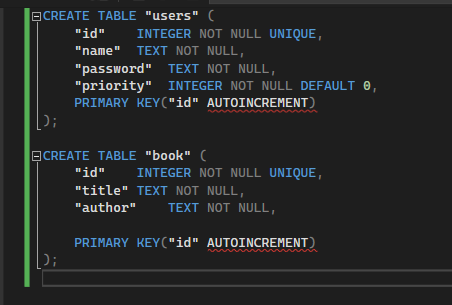 CREATE TABLE "users" (
"id" INTEGER NOT NULL UNIQUE,
"name" TEXT NOT NULL,
"password" TEXT NOT NULL,
"priority" INTEGER NOT NULL DEFAULT 0,
PRIMARY KEY("id" AUTOINCREMENT)
);
CREATE TABLE "book" (
"id" INTEGER NOT NULL UNIQUE,
"title" TEXT NOT NULL,
"author" TEXT NOT NULL,
PRIMARY KEY("id" AUTOINCREMENT)
);